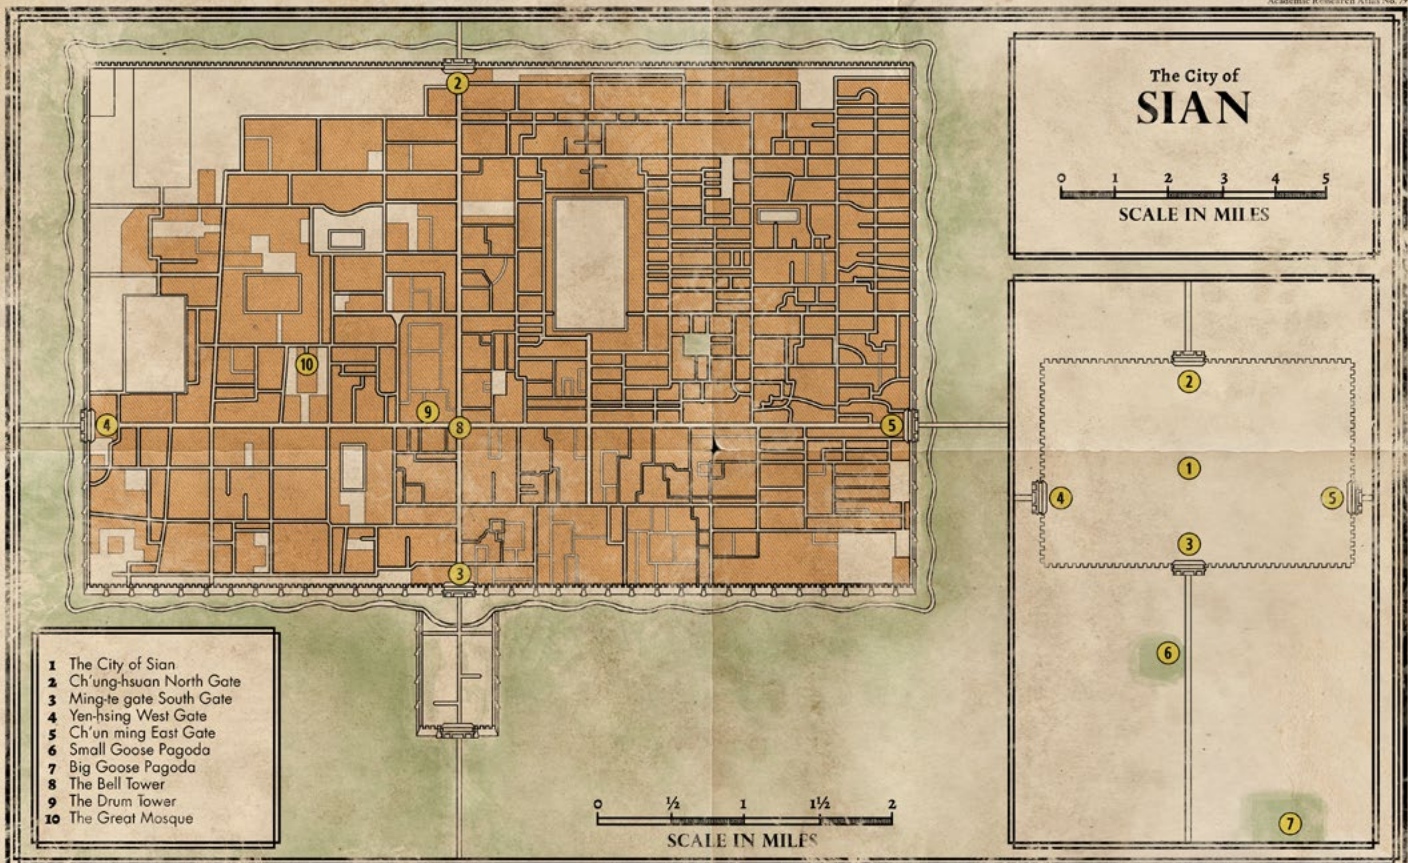 Academic Research Atlas No.
The City of
SIAN
0 1 2 3 4 5
SCALE IN MILES
2
10
9
8
4
5
3
2
1
4
5
3
6
7
1 The City of Sian
2 Ch'ung-hsuan North Gate
3 Ming-te gate South Gate
4 Yen-hsing West Gate
5 Ch'un ming East Gate
6 Small Goose Pagoda
7 Big Goose Pagoda
8 The Bell Tower
9 The Drum Tower
10 The Great Mosque
0 ½ 1 1½ 2
SCALE IN MILES